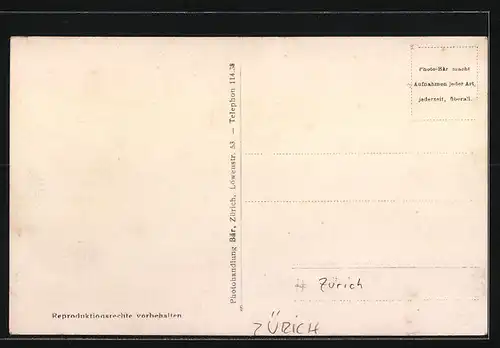 Photo-Bär macht
Aufnahmen jeder Art,
jederzeit, überall.
Photohandlung Bär, Zürich, Löwenstr. 53 — Telephon 114.38
Zürich
Reproduktionsrechte vorbehalten
ZÜRICH